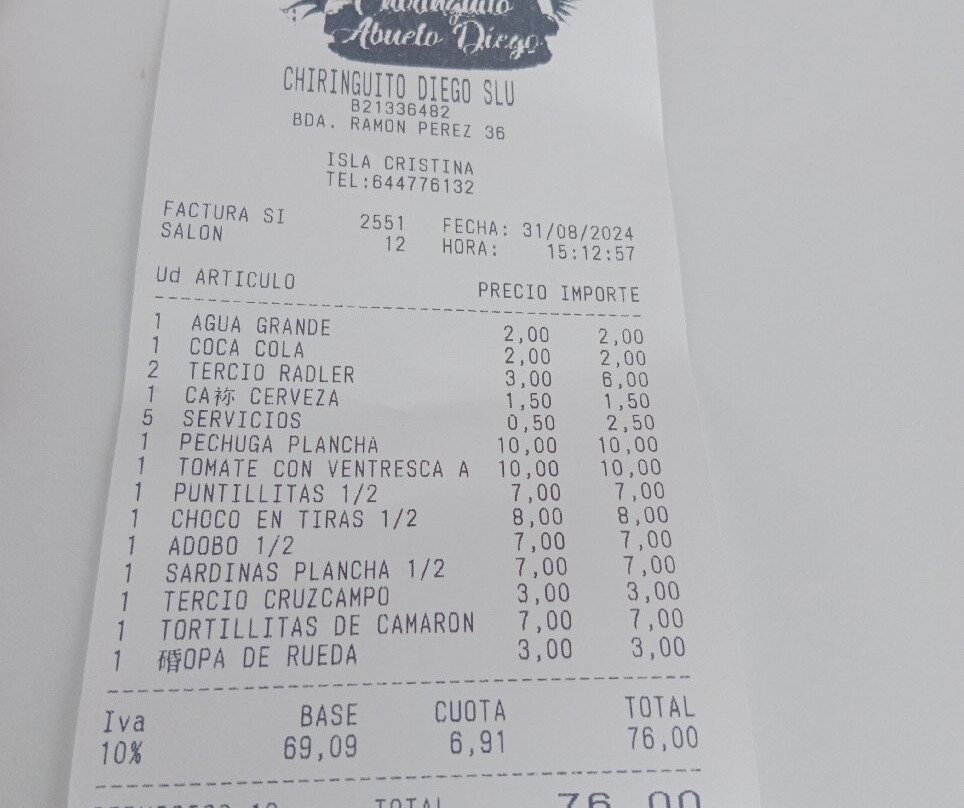 Chiringuito
Abuelo Diego
CHIRINGUITO DIEGO SLU
B21336482
BDA. RAMON PEREZ 36
ISLA CRISTINA
TEL:644776132
FACTURA SI 2551 FECHA: 31/08/2024
SALON 12 HORA: 15:12:57
Ud ARTICULO PRECIO IMPORTE
1 AGUA GRANDE 2,00 2,00
1 COCA COLA 2,00 2,00
2 TERCIO RADLER 3,00 6,00
1 CA祢 CERVEZA 1,50 1,50
5 SERVICIOS 0,50 2,50
1 PECHUGA PLANCHA 10,00 10,00
1 TOMATE CON VENTRESCA A 10,00 10,00
1 PUNTILLITAS 1/2 7,00 7,00
1 CHOCO EN TIRAS 1/2 8,00 8,00
1 ADOBO 1/2 7,00 7,00
1 SARDINAS PLANCHA 1/2 7,00 7,00
1 TERCIO CRUZCAMPO 3,00 3,00
1 TORTILLITAS DE CAMARON 7,00 7,00
1 碈OPA DE RUEDA 3,00 3,00
Iva BASE CUOTA TOTAL
10% 69,09 6,91 76,00
TOTAL 76,00